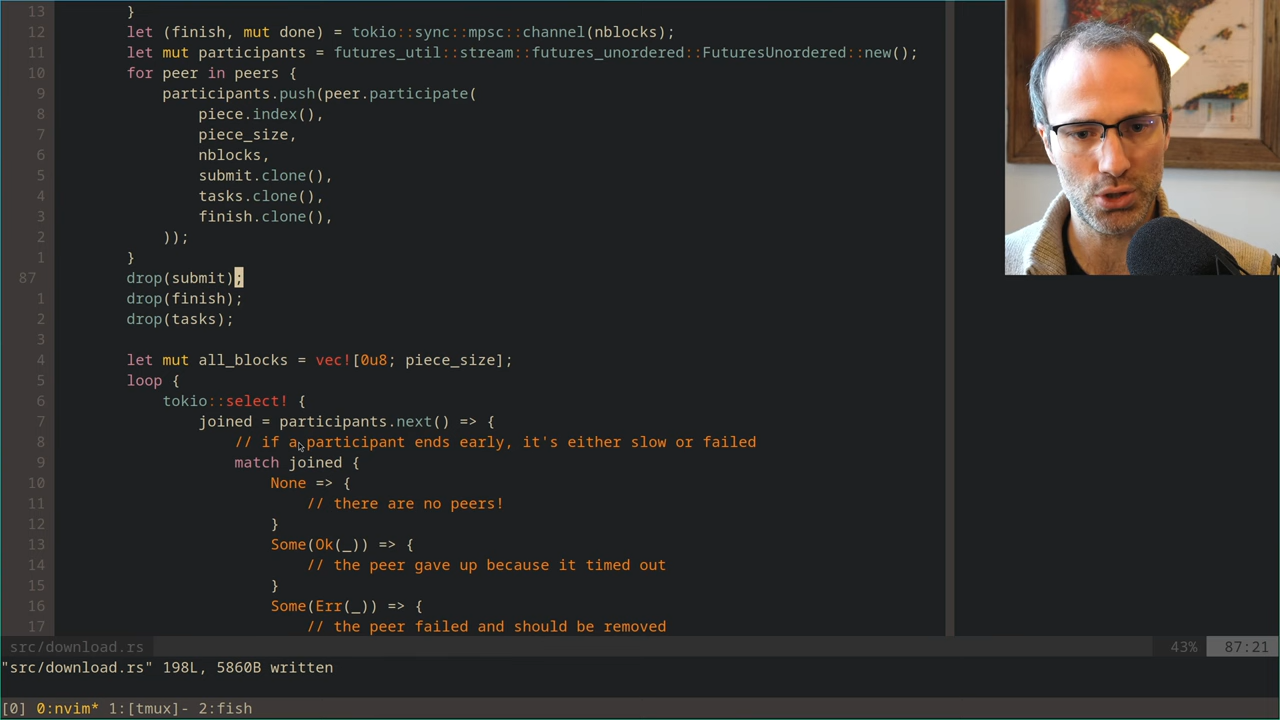 13 }
12 let (finish, mut done) = tokio::sync::mpsc::channel(nblocks);
11 let mut participants = futures_util::stream::futures_unordered::FuturesUnordered::new();
10 for peer in peers {
9 participants.push(peer.participate(
8 piece.index(),
7 piece_size,
6 nblocks,
5 submit.clone(),
4 tasks.clone(),
3 finish.clone(),
2 ));
1 }
87 drop(submit);
1 drop(finish);
2 drop(tasks);
3
4 let mut all_blocks = vec![0u8; piece_size];
5 loop {
6 tokio::select! {
7 joined = participants.next() => {
8 // if a participant ends early, it's either slow or failed
9 match joined {
10 None => {
11 // there are no peers!
12 }
13 Some(Ok(_)) => {
14 // the peer gave up because it timed out
15 }
16 Some(Err(_)) => {
17 // the peer failed and should be removed
src/download.rs 43% 87:21
"src/download.rs" 198L, 5860B written
[0] 0:nvim* 1:[tmux]- 2:fish